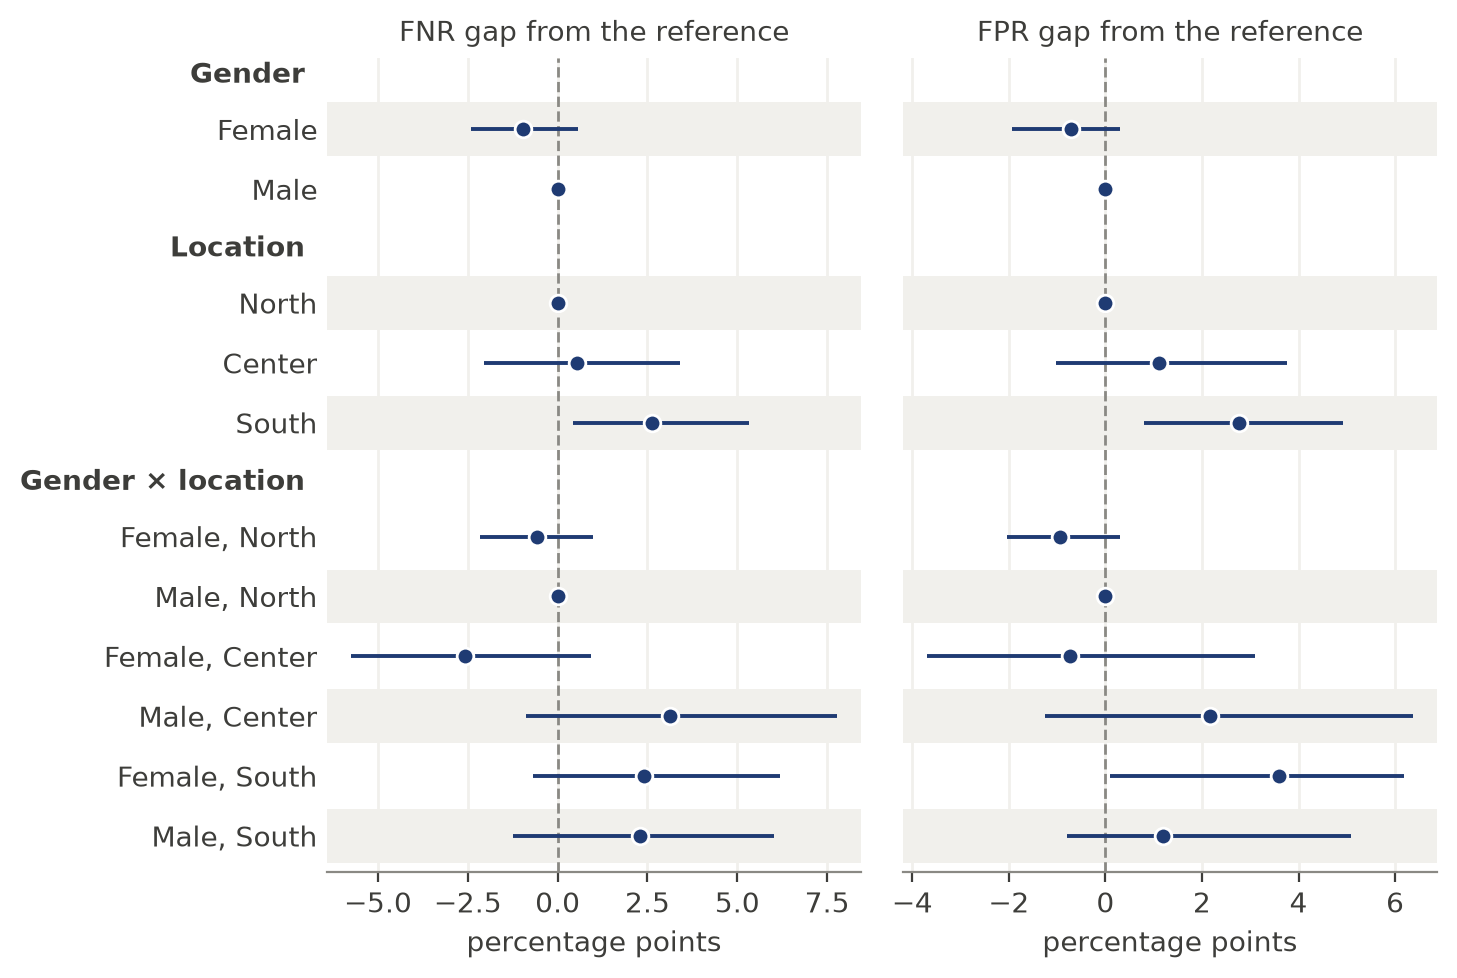 FNR gap from the reference
FPR gap from the reference
Gender
Female
Male
Location
North
Center
South
Gender × location
Female, North
Male, North
Female, Center
Male, Center
Female, South
Male, South
−5.0 −2.5 0.0 2.5 5.0 7.5
−4 −2 0 2 4 6
percentage points
percentage points